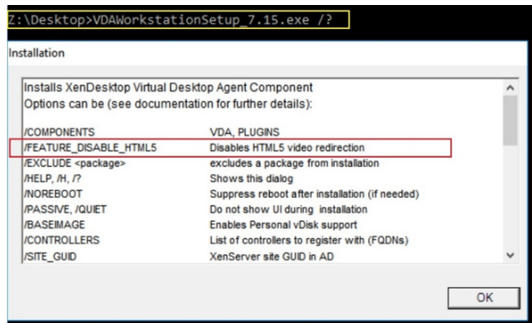 Z:\Desktop>VDAWorkstationSetup_7.15.exe /?
Installation
Installs XenDesktop Virtual Desktop Agent Component
Options can be (see documentation for further details):
/COMPONENTS VDA, PLUGINS
/FEATURE_DISABLE_HTML5 Disables HTML5 video redirection
/EXCLUDE <package> excludes a package from installation
/HELP, /H, /? Shows this dialog
/NOREBOOT Suppress reboot after installation (if needed)
/PASSIVE, /QUIET Do not show UI during installation
/BASEIMAGE Enables Personal vDisk support
/CONTROLLERS List of controllers to register with (FQDNs)
/SITE_GUID XenServer site GUID in AD
OK